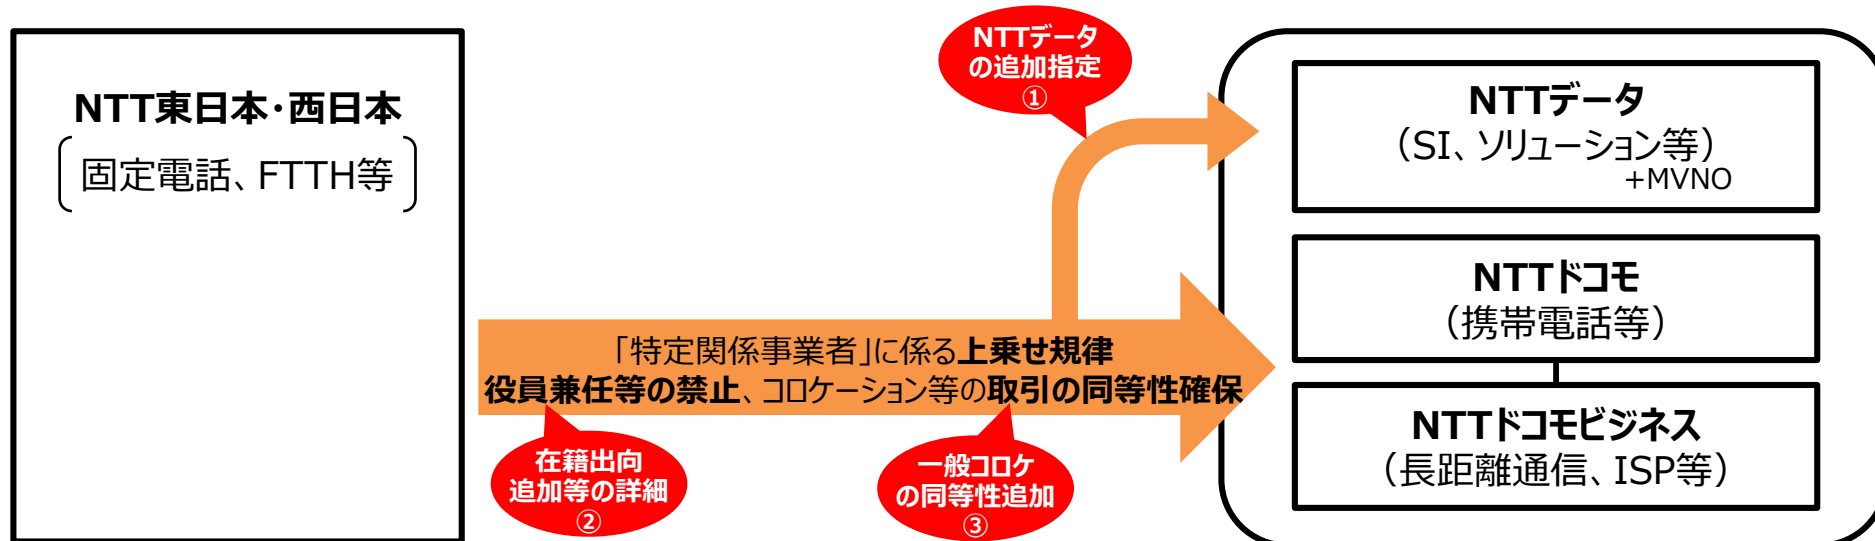 NTT東日本・西日本
固定電話、FTTH等
NTTデータ
の追加指定
①
「特定関係事業者」に係る上乗せ規律
役員兼任等の禁止、コロケーション等の取引の同等性確保
在籍出向
追加等の詳細
②
一般コロケ
の同等性追加
③
NTTデータ
（SI、ソリューション等）
+MVNO
NTTドコモ
（携帯電話等）
NTTドコモビジネス
（長距離通信、ISP等）